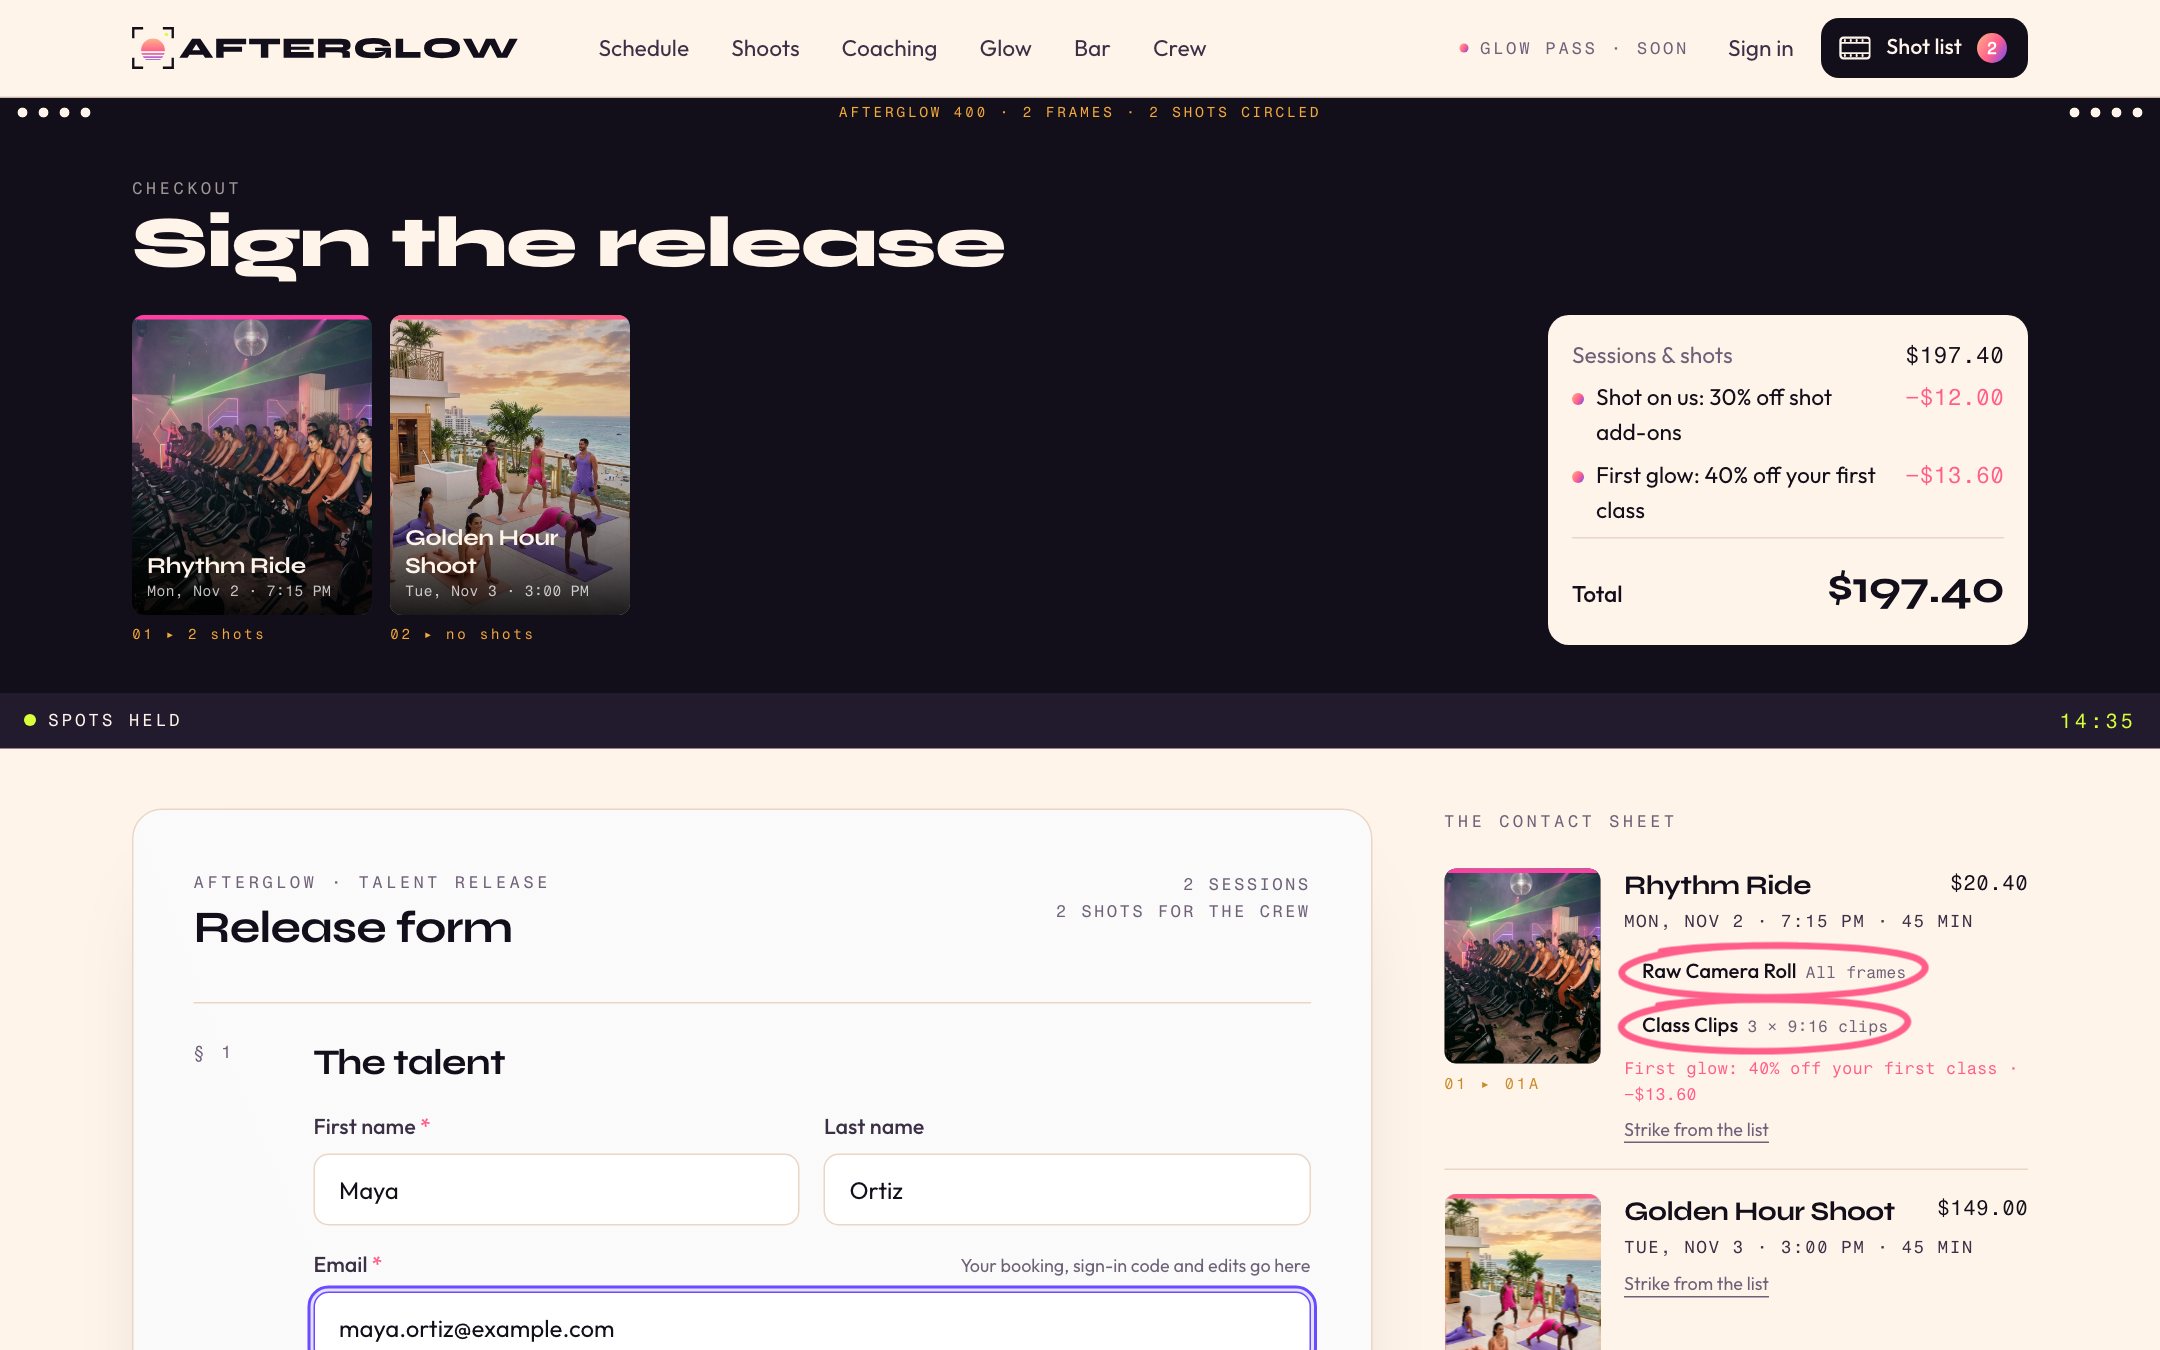 AFTERGLOW
Schedule
Shoots
Coaching
Glow
Bar
Crew
GLOW PASS · SOON
Sign in
Shot list 2
AFTERGLOW 400 · 2 FRAMES · 2 SHOTS CIRCLED
CHECKOUT
Sign the release
Rhythm Ride
Mon, Nov 2 · 7:15 PM
01 ▸ 2 shots
Golden Hour
Shoot
Tue, Nov 3 · 3:00 PM
02 ▸ no shots
Sessions & shots $197.40
Shot on us: 30% off shot −$12.00
add-ons
First glow: 40% off your first −$13.60
class
Total $197.40
SPOTS HELD 14:35
AFTERGLOW · TALENT RELEASE
Release form
2 SESSIONS
2 SHOTS FOR THE CREW
§ 1
The talent
First name *
Maya
Last name
Ortiz
Email *
Your booking, sign-in code and edits go here
maya.ortiz@example.com
THE CONTACT SHEET
Rhythm Ride $20.40
MON, NOV 2 · 7:15 PM · 45 MIN
Raw Camera Roll All frames
Class Clips 3 × 9:16 clips
First glow: 40% off your first class ·
−$13.60
Strike from the list
01 ▸ 01A
Golden Hour Shoot $149.00
TUE, NOV 3 · 3:00 PM · 45 MIN
Strike from the list